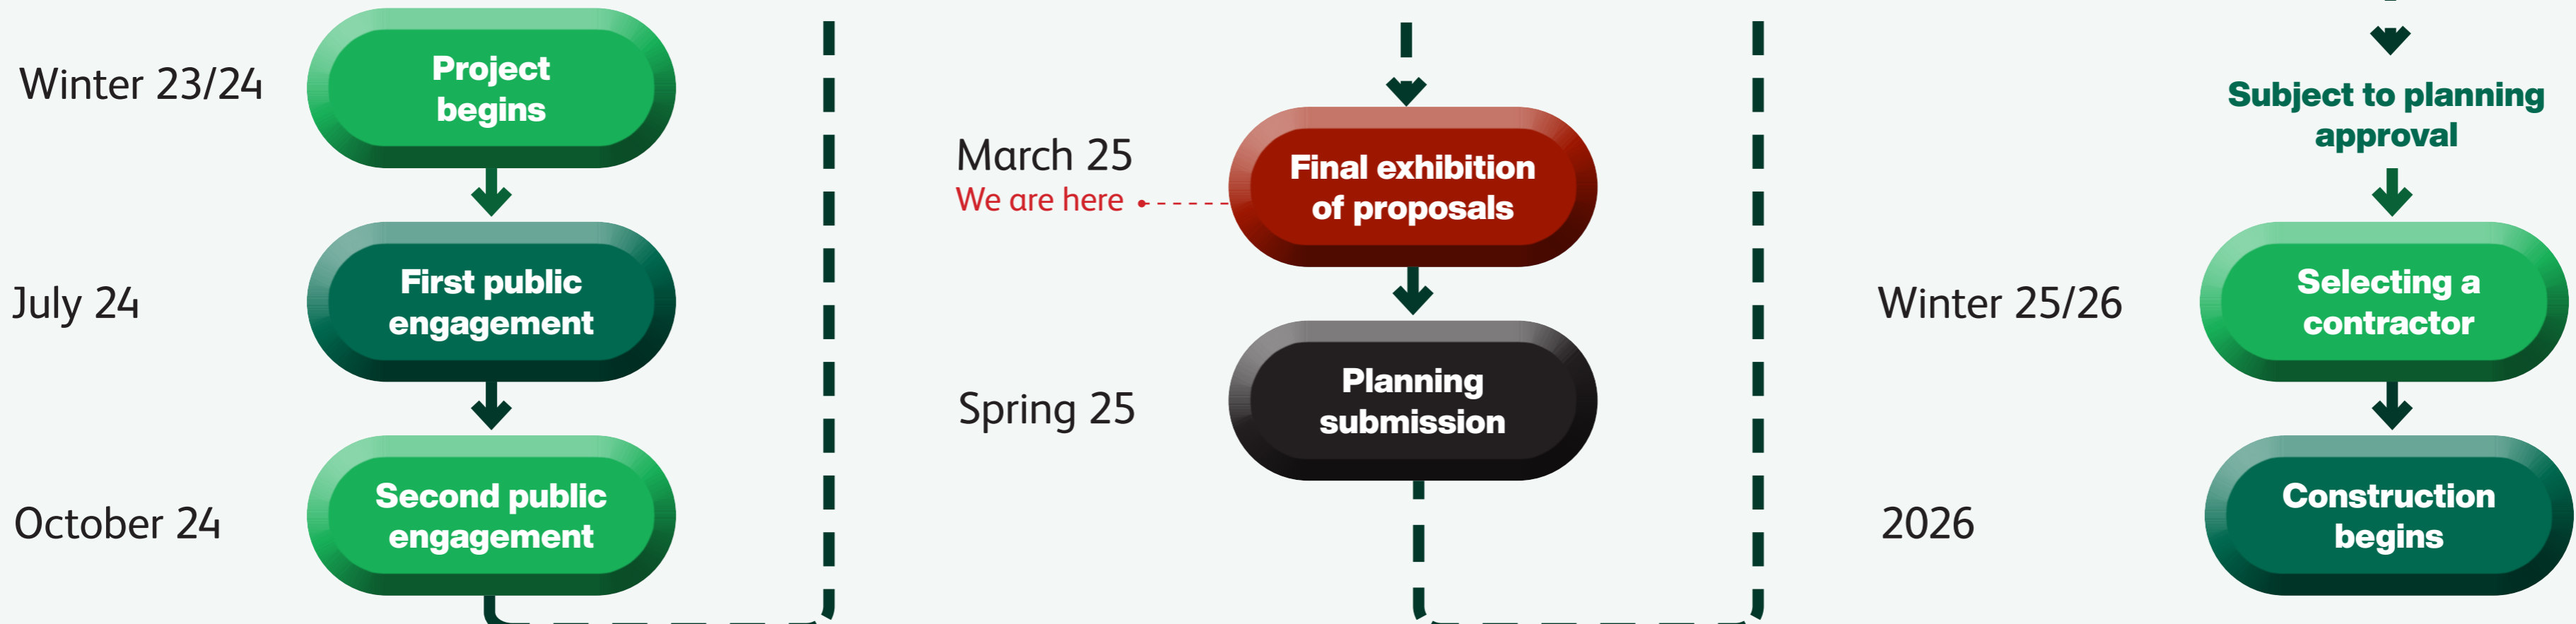 Winter 23/24
Project
begins
July 24
First public
engagement
October 24
Second public
engagement
March 25
We are here
Final exhibition
of proposals
Spring 25
Planning
submission
Subject to planning
approval
Winter 25/26
Selecting a
contractor
2026
Construction
begins